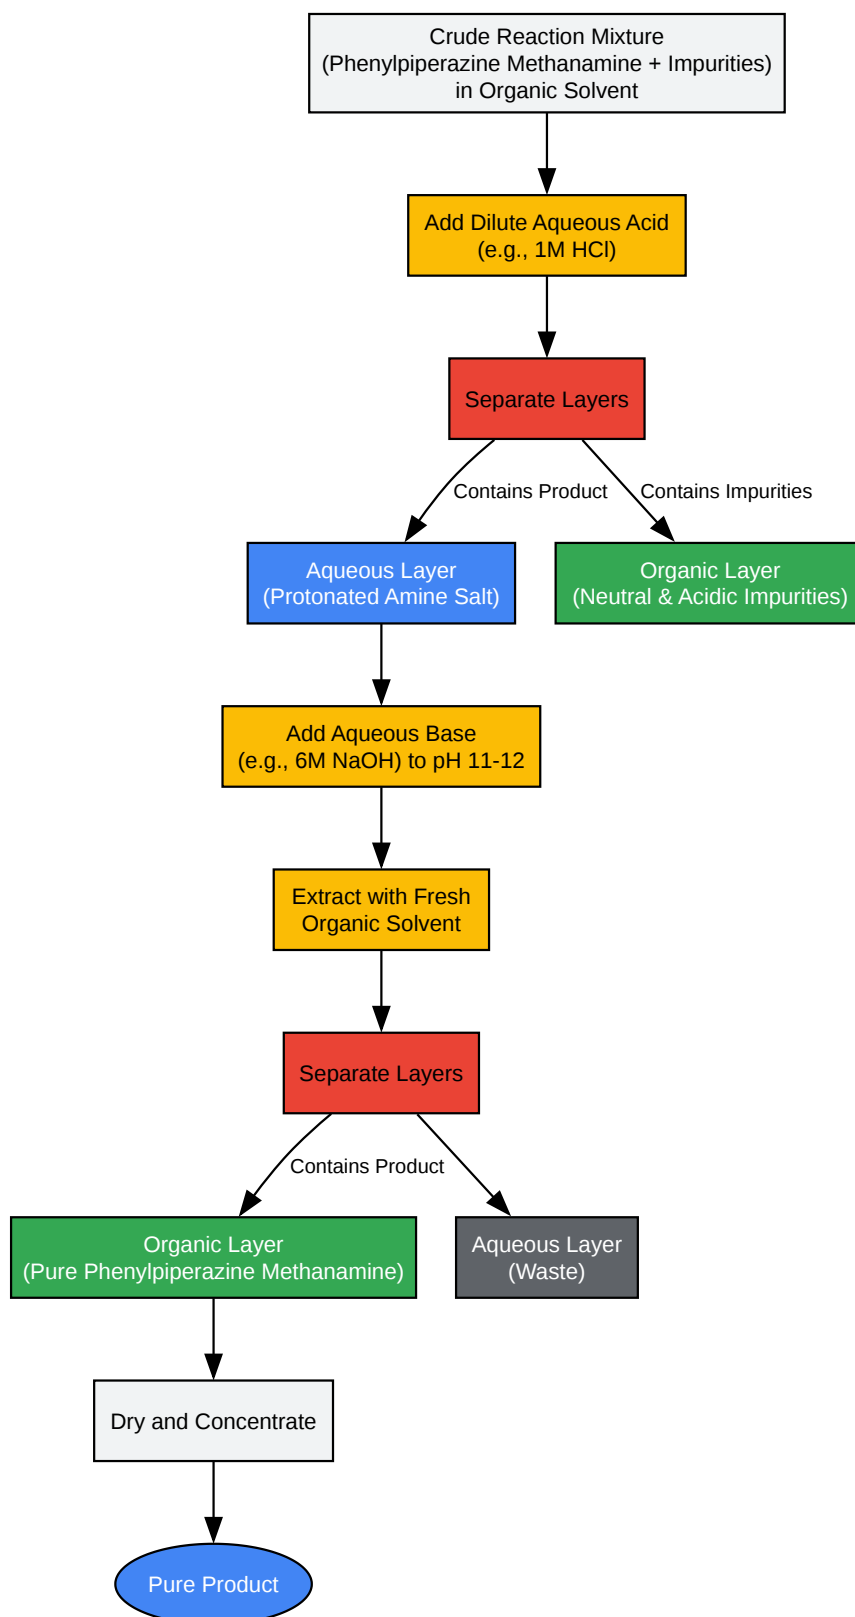 Crude Reaction Mixture
(Phenylpiperazine Methanamine + Impurities)
in Organic Solvent
Add Dilute Aqueous Acid
(e.g., 1M HCl)
Separate Layers
Contains Product
Contains Impurities
Aqueous Layer
(Protonated Amine Salt)
Organic Layer
(Neutral & Acidic Impurities)
Add Aqueous Base
(e.g., 6M NaOH) to pH 11-12
Extract with Fresh
Organic Solvent
Separate Layers
Contains Product
Organic Layer
(Pure Phenylpiperazine Methanamine)
Aqueous Layer
(Waste)
Dry and Concentrate
Pure Product